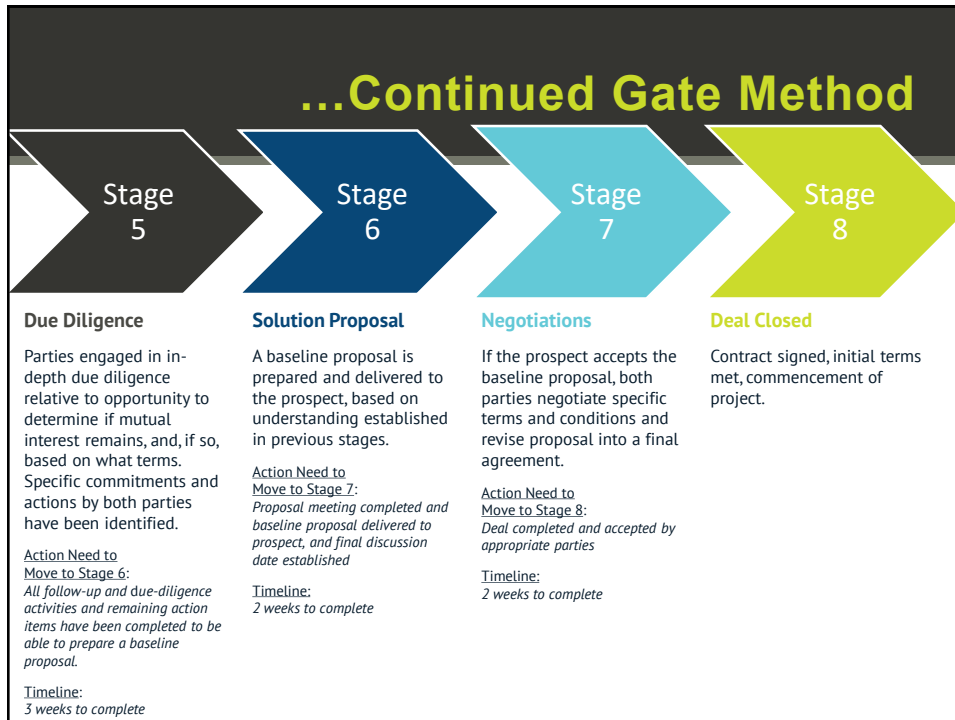 ...Continued Gate Method
Stage
5
Stage
6
Stage
7
Stage
8
Due Diligence
Parties engaged in in-
depth due diligence
relative to opportunity to
determine if mutual
interest remains, and, if so,
based on what terms.
Specific commitments and
actions by both parties
have been identified.
Action Need to
Move to Stage 6:
All follow-up and due-diligence
activities and remaining action
items have been completed to be
able to prepare a baseline
proposal.
Timeline:
3 weeks to complete
Solution Proposal
A baseline proposal is
prepared and delivered to
the prospect, based on
understanding established
in previous stages.
Action Need to
Move to Stage 7:
Proposal meeting completed and
baseline proposal delivered to
prospect, and final discussion
date established
Timeline:
2 weeks to complete
Negotiations
If the prospect accepts the
baseline proposal, both
parties negotiate specific
terms and conditions and
revise proposal into a final
agreement.
Action Need to
Move to Stage 8:
Deal completed and accepted by
appropriate parties
Timeline:
2 weeks to complete
Deal Closed
Contract signed, initial terms
met, commencement of
project.